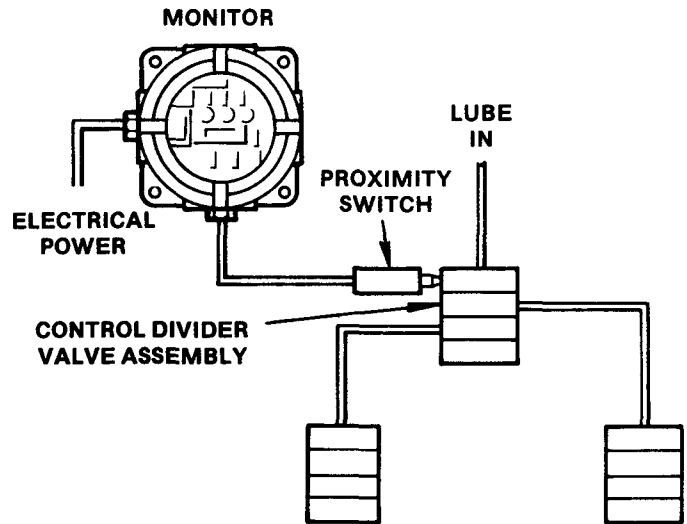 MONITOR
LUBE
IN
PROXIMITY
SWITCH
ELECTRICAL
POWER
CONTROL DIVIDER
VALVE ASSEMBLY